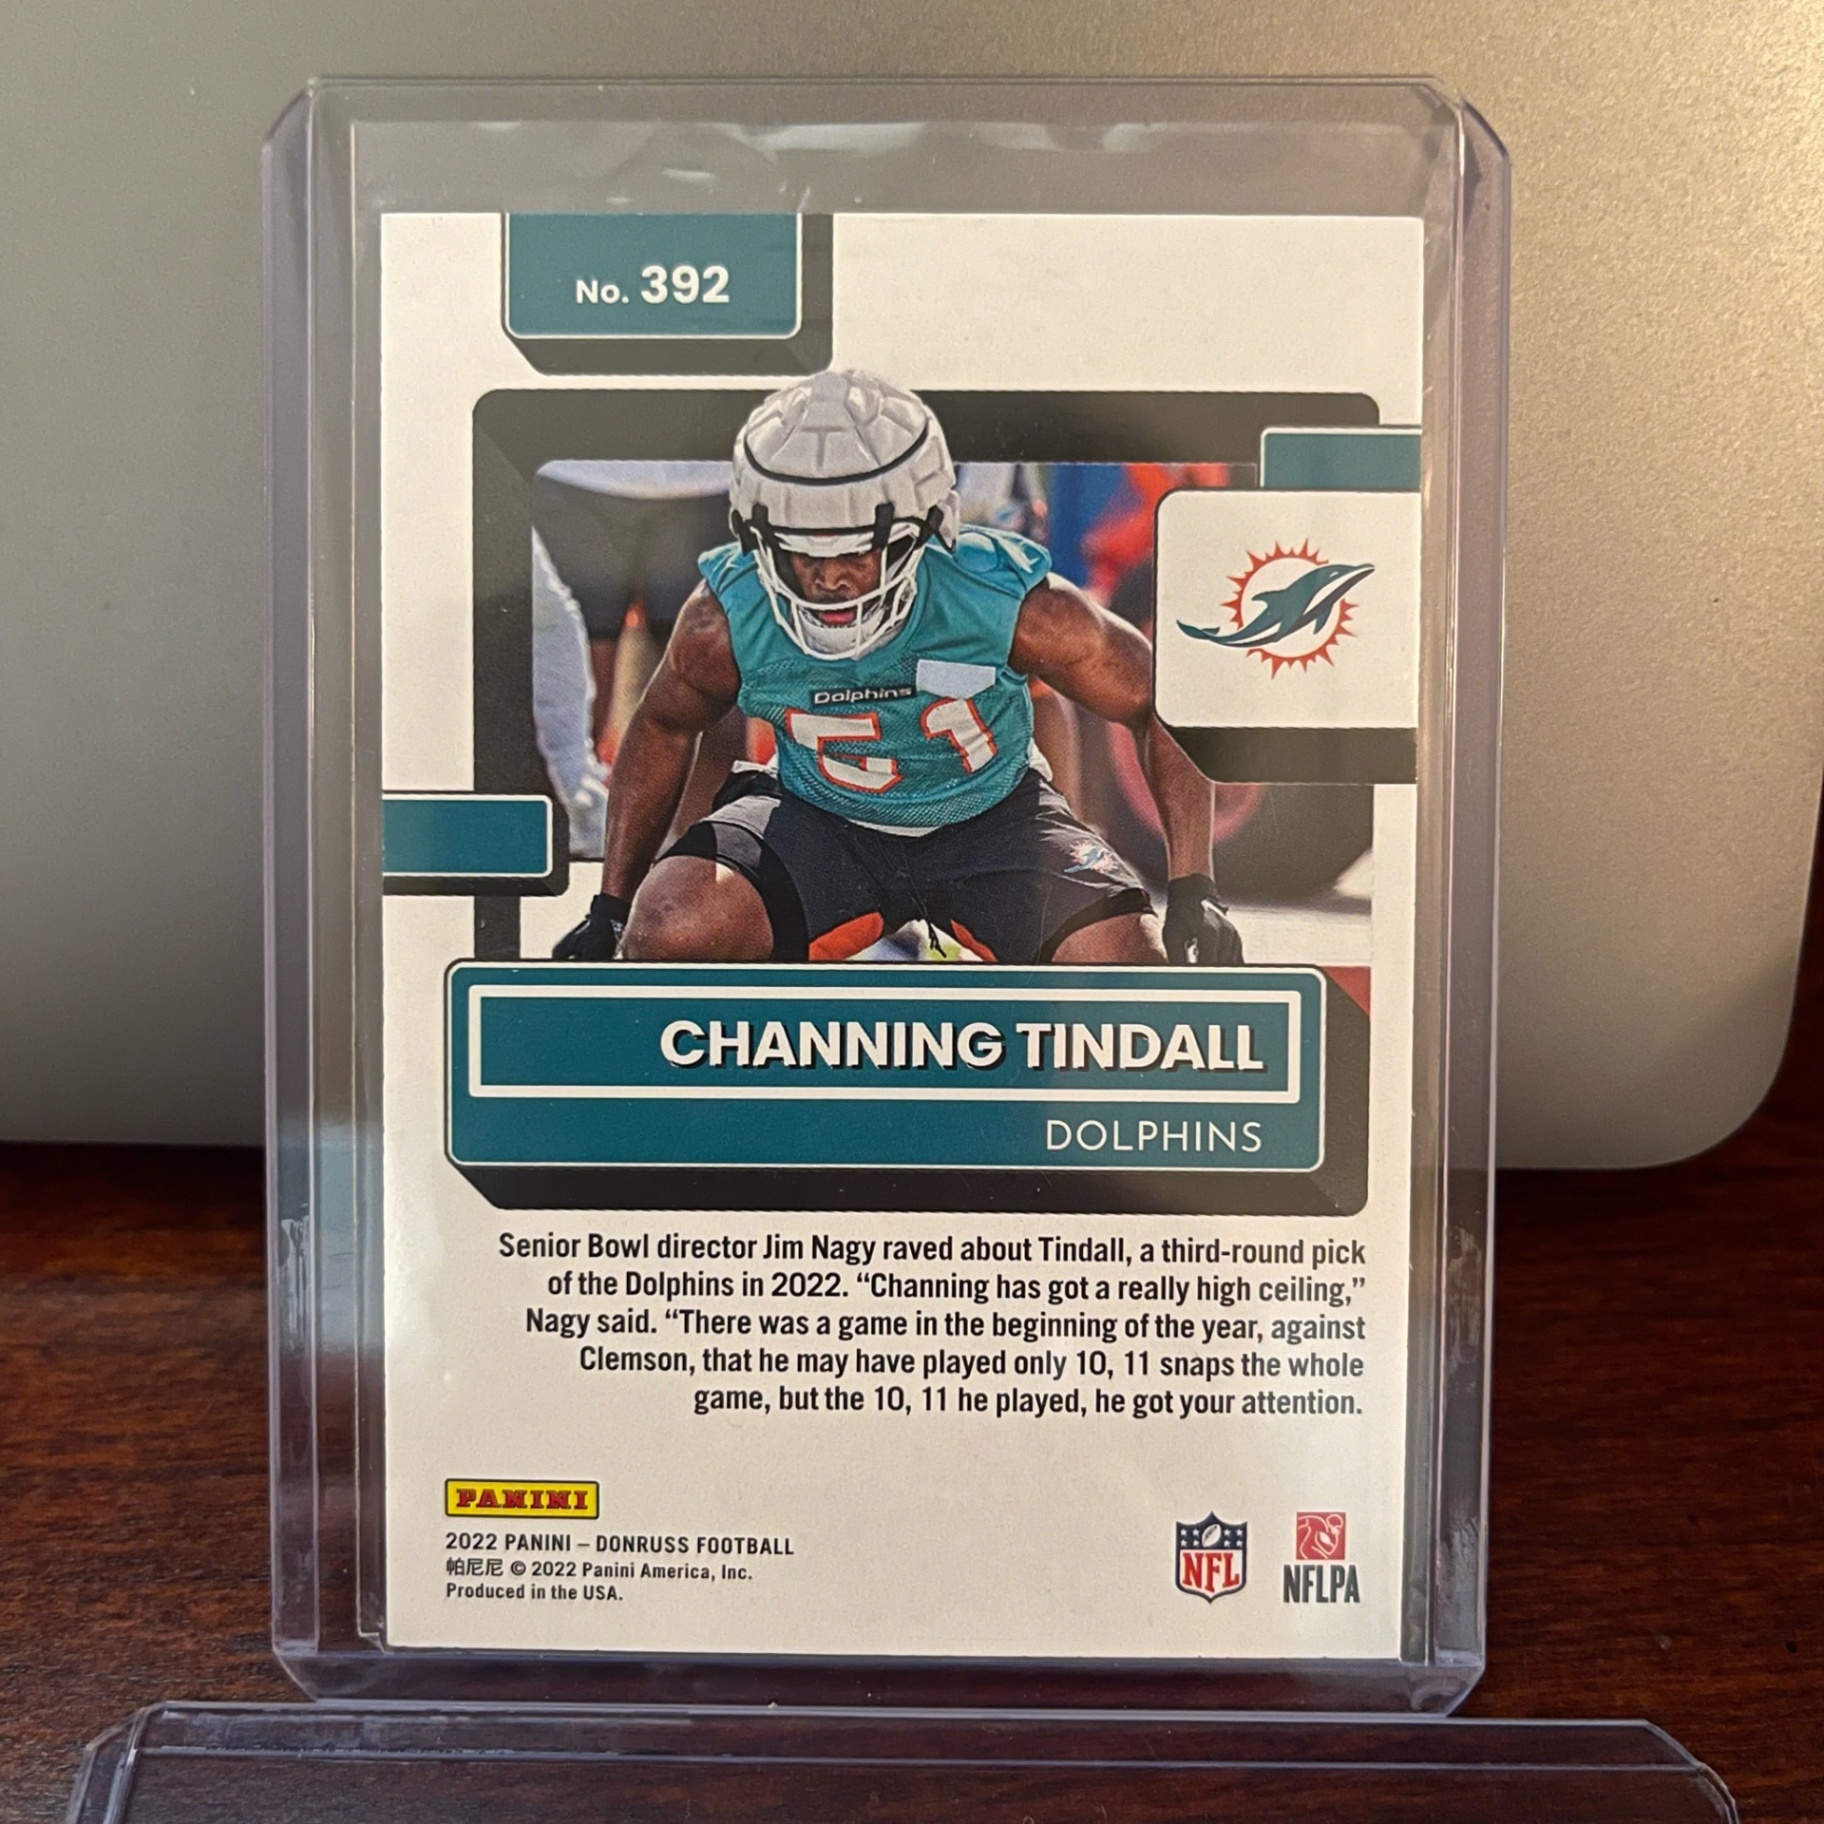 No. 392
Dolphins
51
CHANNING TINDALL
DOLPHINS
Senior Bowl director Jim Nagy raved about Tindall, a third-round pick
of the Dolphins in 2022. “Channing has got a really high ceiling,”
Nagy said. “There was a game in the beginning of the year, against
Clemson, that he may have played only 10, 11 snaps the whole
game, but the 10, 11 he played, he got your attention.
PANINI
2022 PANINI – DONRUSS FOOTBALL
帕尼尼 © 2022 Panini America, Inc.
Produced in the USA.
NFL
NFLPA